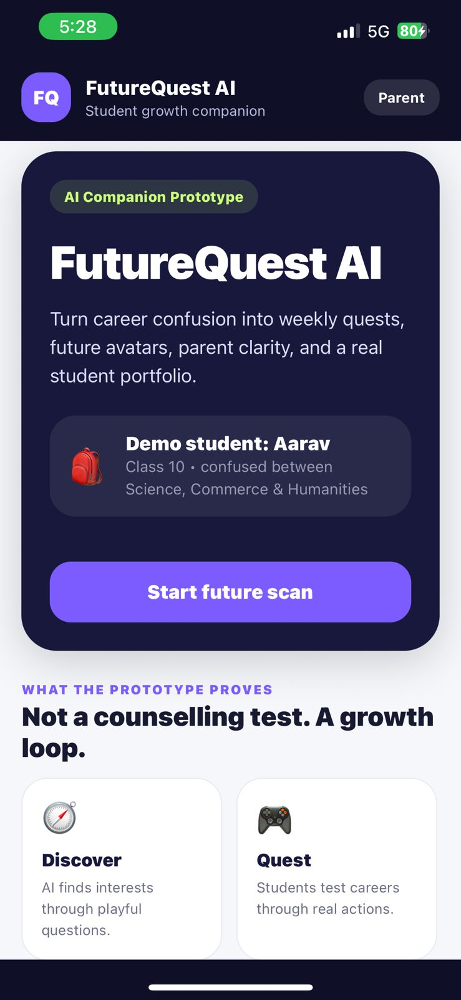 5:28
5G
80
FQ
FutureQuest AI
Student growth companion
Parent
AI Companion Prototype
FutureQuest AI
Turn career confusion into weekly quests,
future avatars, parent clarity, and a real
student portfolio.
Demo student: Aarav
Class 10 • confused between
Science, Commerce & Humanities
Start future scan
WHAT THE PROTOTYPE PROVES
Not a counselling test. A growth
loop.
Discover
AI finds interests
through playful
questions.
Quest
Students test careers
through real actions.